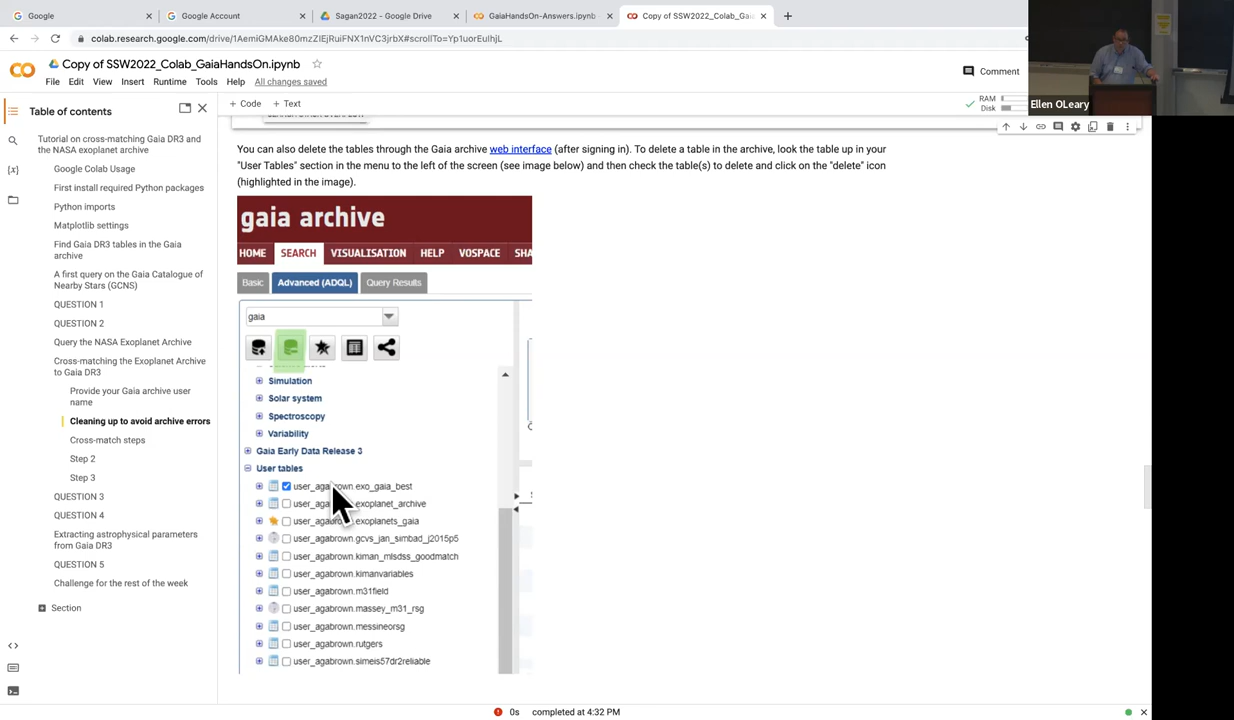 Google
Google Account
Sagan2022 - Google Drive
GaiaHandsOn-Answers.ipynb
Copy of SSW2022_Colab_Gai
colab.research.google.com/drive/1AemiGMAke80mzZIEjRuiFNX1nVC3jrbX#scrollTo=Yp1uorEuIhjL
Copy of SSW2022_Colab_GaiaHandsOn.ipynb
File Edit View Insert Runtime Tools Help All changes saved
Comment
Ellen OLeary
Table of contents
+ Code + Text
RAM
Disk
Tutorial on cross-matching Gaia DR3 and
the NASA exoplanet archive
Google Colab Usage
First install required Python packages
Python imports
Matplotlib settings
Find Gaia DR3 tables in the Gaia
archive
A first query on the Gaia Catalogue of
Nearby Stars (GCNS)
QUESTION 1
QUESTION 2
Query the NASA Exoplanet Archive
Cross-matching the Exoplanet Archive
to Gaia DR3
Provide your Gaia archive user
name
Cleaning up to avoid archive errors
Cross-match steps
Step 2
Step 3
QUESTION 3
QUESTION 4
Extracting astrophysical parameters
from Gaia DR3
QUESTION 5
Challenge for the rest of the week
Section
You can also delete the tables through the Gaia archive web interface (after signing in). To delete a table in the archive, look the table up in your
"User Tables" section in the menu to the left of the screen (see image below) and then check the table(s) to delete and click on the "delete" icon
(highlighted in the image).
gaia archive
HOME SEARCH VISUALISATION HELP VOSPACE SHA
Basic Advanced (ADQL) Query Results
gaia
Simulation
Solar system
Spectroscopy
Variability
Gaia Early Data Release 3
User tables
user_agabrown.exo_gaia_best
user_agabrown.exoplanet_archive
user_agabrown.exoplanets_gaia
user_agabrown.gcvs_jan_simbad_j2015p5
user_agabrown.kiman_mlsdss_goodmatch
user_agabrown.kimanvariables
user_agabrown.m31field
user_agabrown.massey_m31_rsg
user_agabrown.messineorsg
user_agabrown.rutgers
user_agabrown.simeis57dr2reliable
0s completed at 4:32 PM